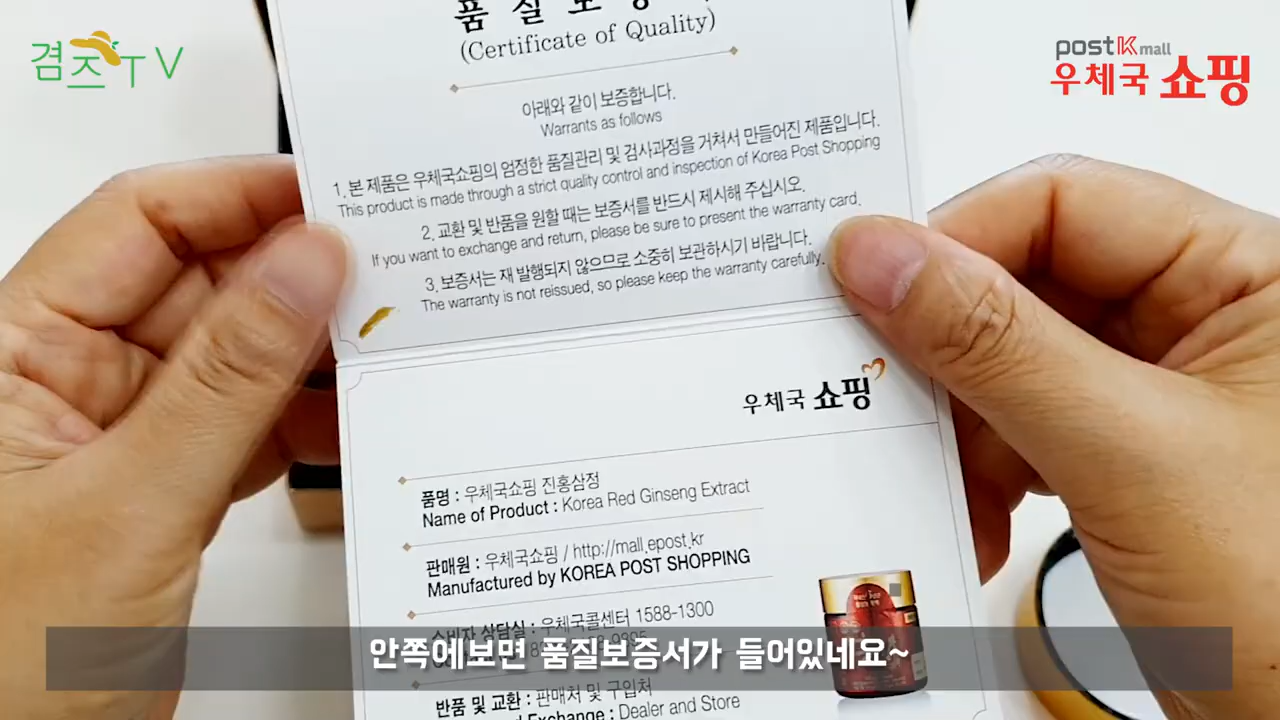 겸즈TV
postK mall
우체국 쇼핑
품질보증
(Certificate of Quality)
아래와 같이 보증합니다.
Warrants as follows
1. 본 제품은 우체국쇼핑의 엄정한 품질관리 및 검사과정을 거쳐서 만들어진 제품입니다.
This product is made through a strict quality control and inspection of Korea Post Shopping
2. 교환 및 반품을 원할 때는 보증서를 반드시 제시해 주십시오.
If you want to exchange and return, please be sure to present the warranty card.
3. 보증서는 재 발행되지 않으므로 소중히 보관하시기 바랍니다.
The warranty is not reissued, so please keep the warranty carefully.
우체국 쇼핑
품명 : 우체국쇼핑 진홍삼정
Name of Product : Korea Red Ginseng Extract
판매원 : 우체국쇼핑 / http://mall.epost.kr
Manufactured by KOREA POST SHOPPING
소비자 상담실 : 우체국콜센터 1588-1300
안쪽에보면 품질보증서가 들어있네요~
반품 및 교환 : 판매처 및 구입처
Exchange : Dealer and Store